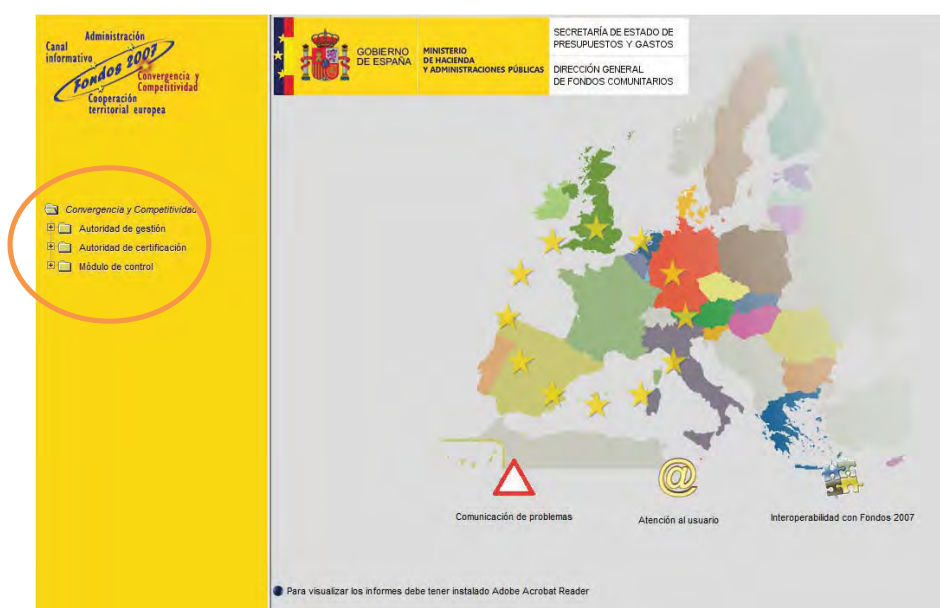 Administración
Canal
informativo
Fondos 2007
Convergencia y
Competitividad
Cooperación
territorial europea
GOBIERNO
DE ESPAÑA
MINISTERIO
DE HACIENDA
Y ADMINISTRACIONES PÚBLICAS
SECRETARÍA DE ESTADO DE
PRESUPUESTOS Y GASTOS
DIRECCIÓN GENERAL
DE FONDOS COMUNITARIOS
Convergencia y Competitividad
Autoridad de gestión
Autoridad de certificación
Módulo de control
@
Comunicación de problemas
Atención al usuario
Interoperabilidad con Fondos 2007
Para visualizar los informes debe tener instalado Adobe Acrobat Reader